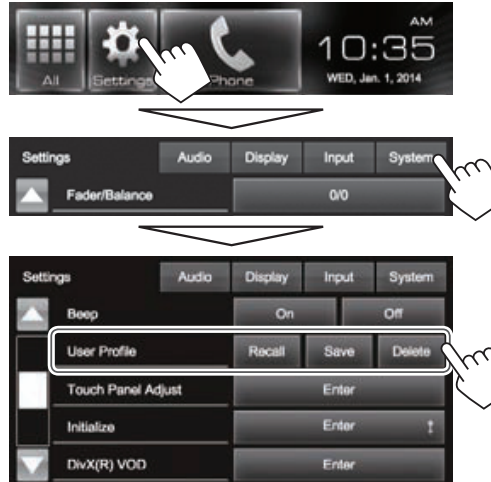 AM
10:35
All Settings Phone WED, Jan. 1, 2014
Settings Audio Display Input System
Fader/Balance 0/0
Settings Audio Display Input System
Beep On Off
User Profile Recall Save Delete
Touch Panel Adjust Enter
Initialize Enter
DivX(R) VOD Enter